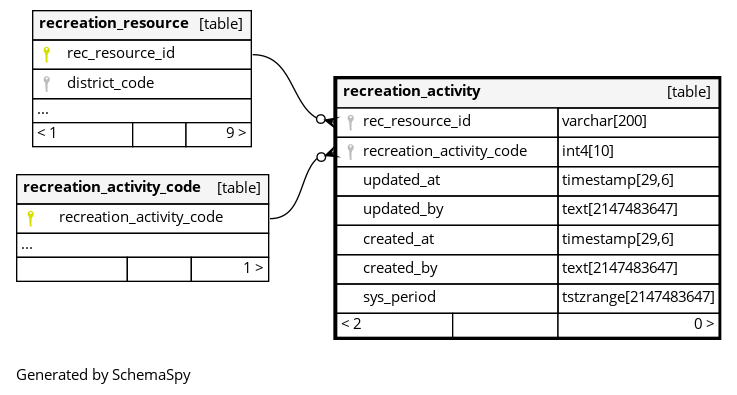 recreation_resource [table]
rec_resource_id
district_code
...
< 1 9 >
recreation_activity_code [table]
recreation_activity_code
...
1 >
recreation_activity [table]
rec_resource_id varchar[200]
recreation_activity_code int4[10]
updated_at timestamp[29,6]
updated_by text[2147483647]
created_at timestamp[29,6]
created_by text[2147483647]
sys_period tstzrange[2147483647]
< 2 0 >
Generated by SchemaSpy